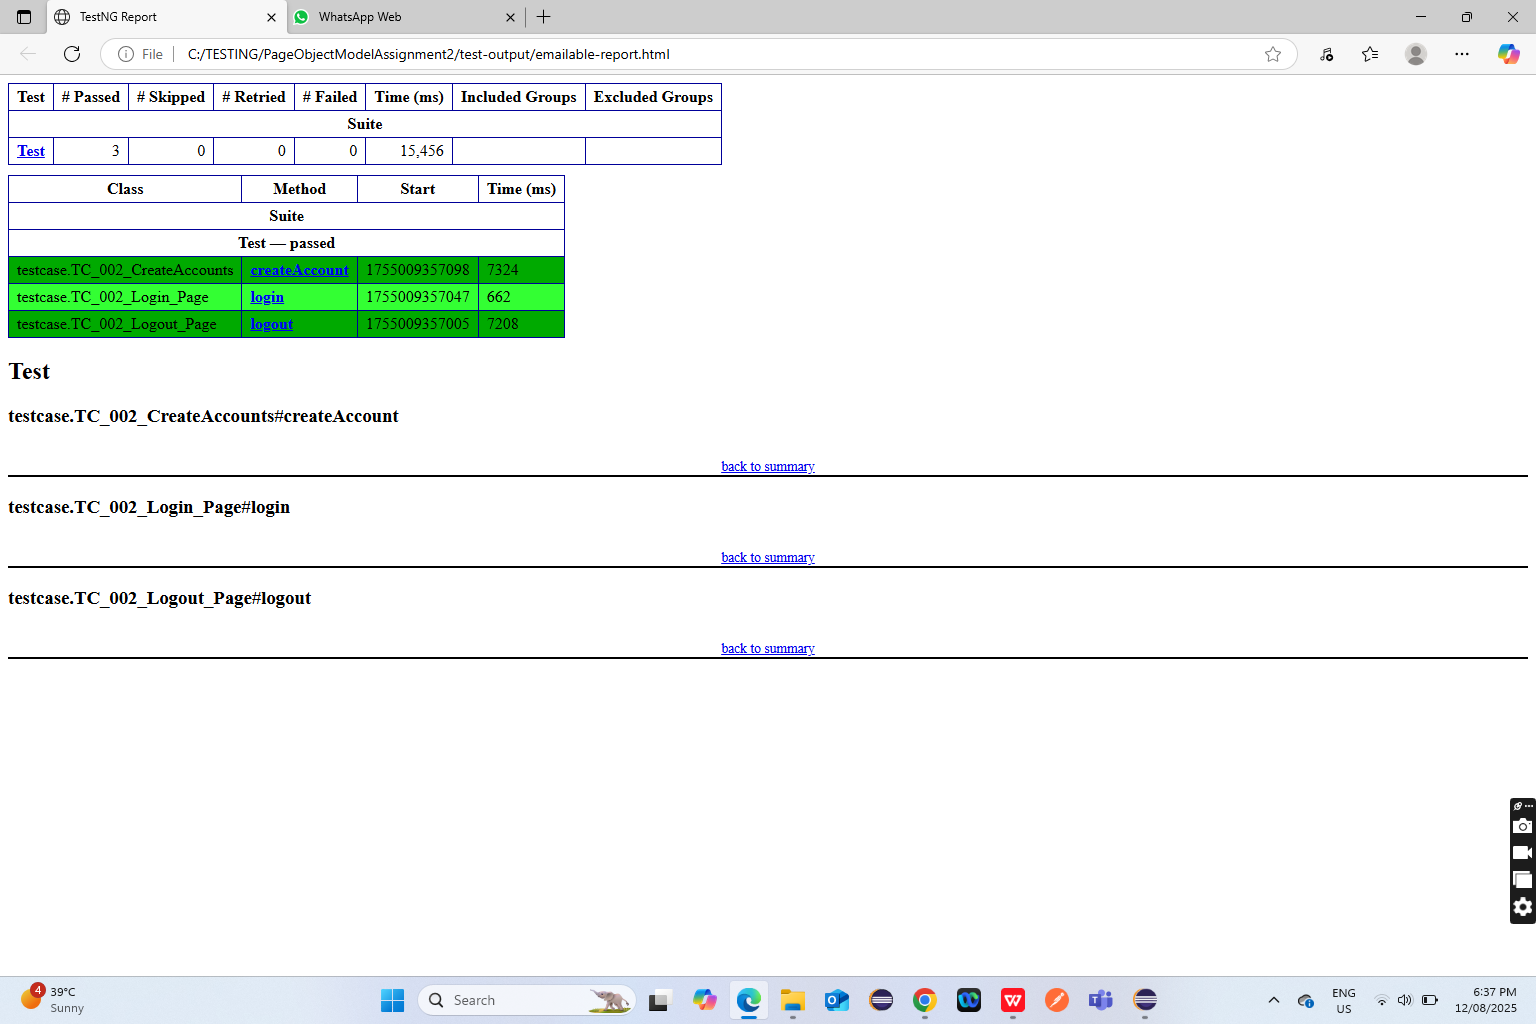 TestNG Report
WhatsApp Web
File
C:/TESTING/PageObjectModelAssignment2/test-output/emailable-report.html
Test # Passed # Skipped # Retried # Failed Time (ms) Included Groups Excluded Groups
Suite
Test 3 0 0 0 15,456
Class Method Start Time (ms)
Suite
Test — passed
testcase.TC_002_CreateAccounts createAccount 1755009357098 7324
testcase.TC_002_Login_Page login 1755009357047 662
testcase.TC_002_Logout_Page logout 1755009357005 7208
Test
testcase.TC_002_CreateAccounts#createAccount
back to summary
testcase.TC_002_Login_Page#login
back to summary
testcase.TC_002_Logout_Page#logout
back to summary
4
39°C
Sunny
Search
ENG
US
6:37 PM
12/08/2025